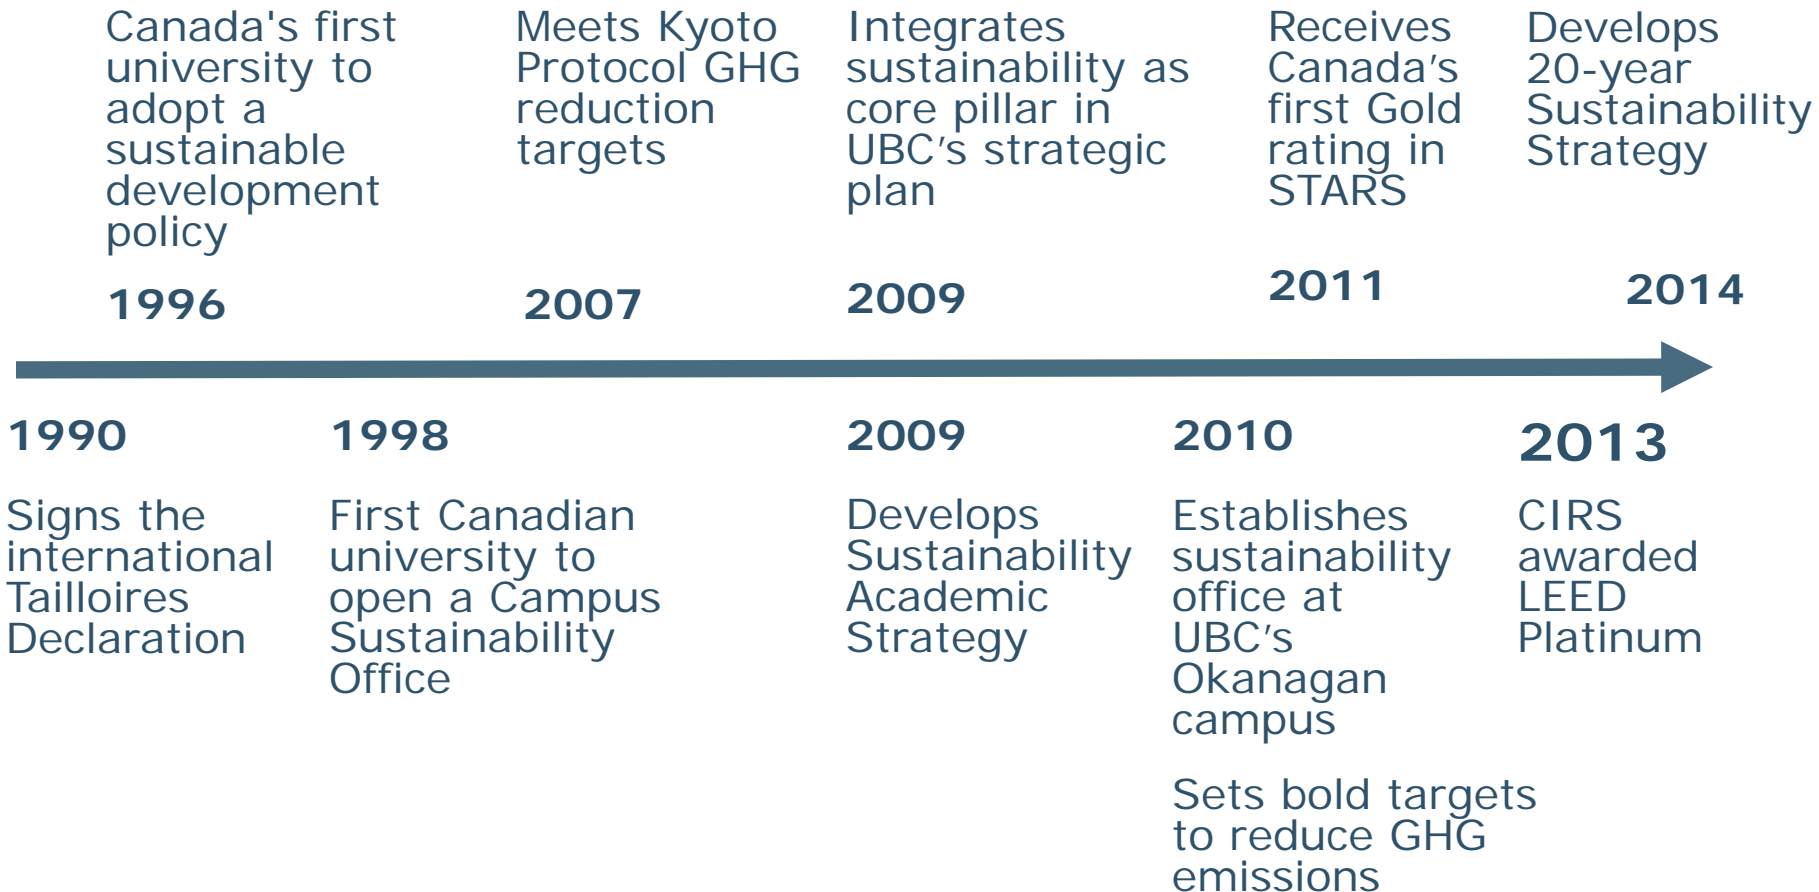 Canada's first
university to
adopt a
sustainable
development
policy
1996
Meets Kyoto
Protocol GHG
reduction
targets
2007
Integrates
sustainability as
core pillar in
UBC’s strategic
plan
2009
Receives
Canada’s
first Gold
rating in
STARS
2011
Develops
20-year
Sustainability
Strategy
2014
1990
Signs the
international
Tailloires
Declaration
1998
First Canadian
university to
open a Campus
Sustainability
Office
2009
Develops
Sustainability
Academic
Strategy
2010
Establishes
sustainability
office at
UBC’s
Okanagan
campus
Sets bold targets
to reduce GHG
emissions
2013
CIRS
awarded
LEED
Platinum